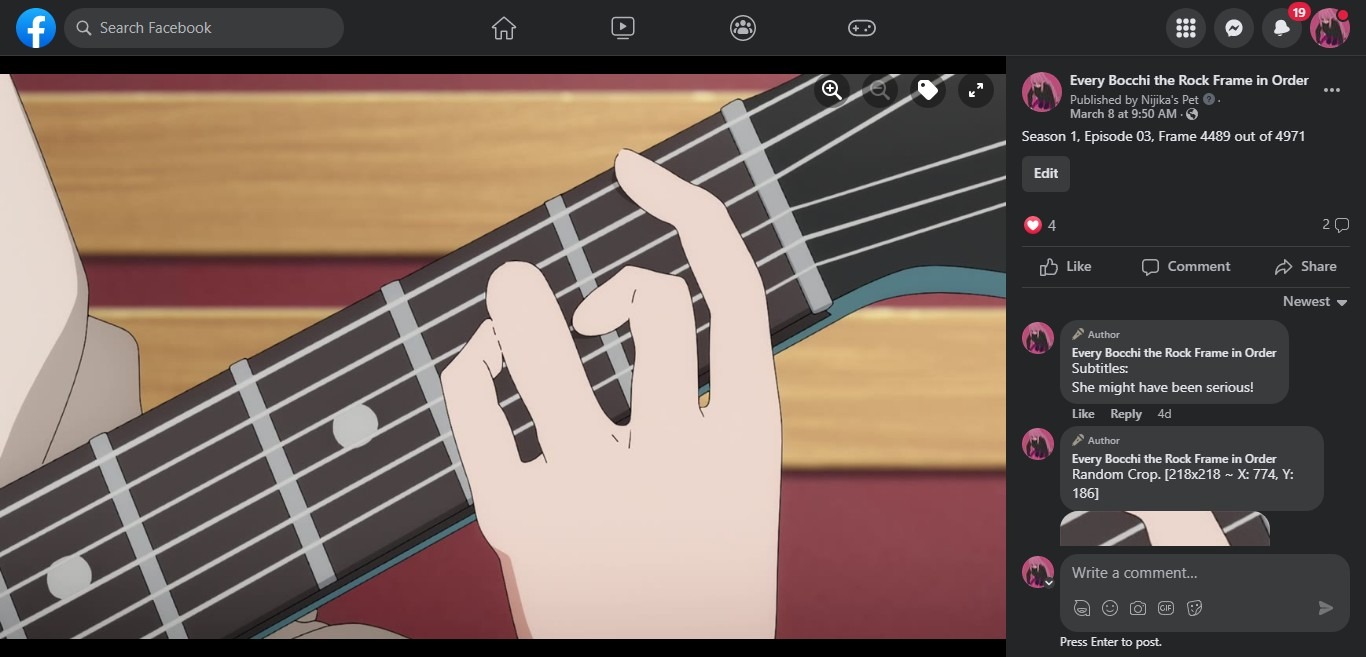 Search Facebook
19
Every Bocchi the Rock Frame in Order
Published by Nijika's Pet ·
March 8 at 9:50 AM ·
Season 1, Episode 03, Frame 4489 out of 4971
Edit
4
2
Like
Comment
Share
Newest
Author
Every Bocchi the Rock Frame in Order
Subtitles:
She might have been serious!
Like Reply 4d
Author
Every Bocchi the Rock Frame in Order
Random Crop. [218x218 ~ X: 774, Y:
186]
Write a comment...
GIF
Press Enter to post.